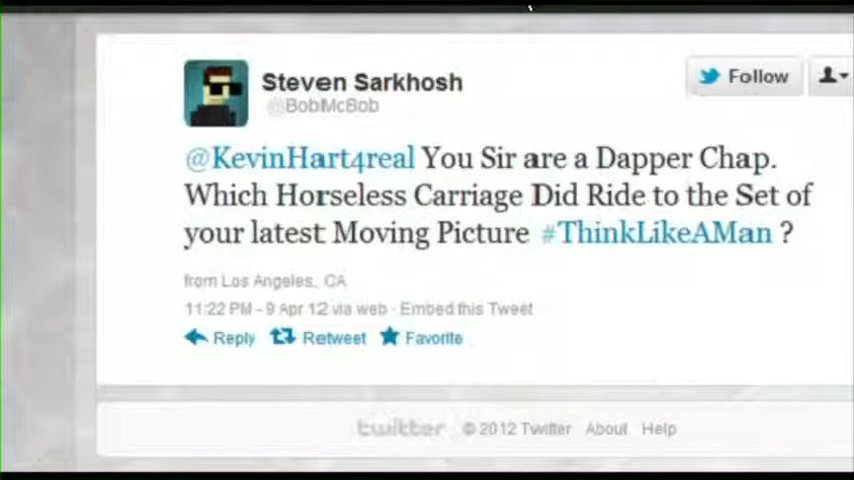 Steven Sarkhosh
@BobMcBob
Follow
@KevinHart4real You Sir are a Dapper Chap.
Which Horseless Carriage Did Ride to the Set of
your latest Moving Picture #ThinkLikeAMan ?
from Los Angeles, CA
11:22 PM - 9 Apr 12 via web · Embed this Tweet
Reply Retweet Favorite
twitter © 2012 Twitter About Help